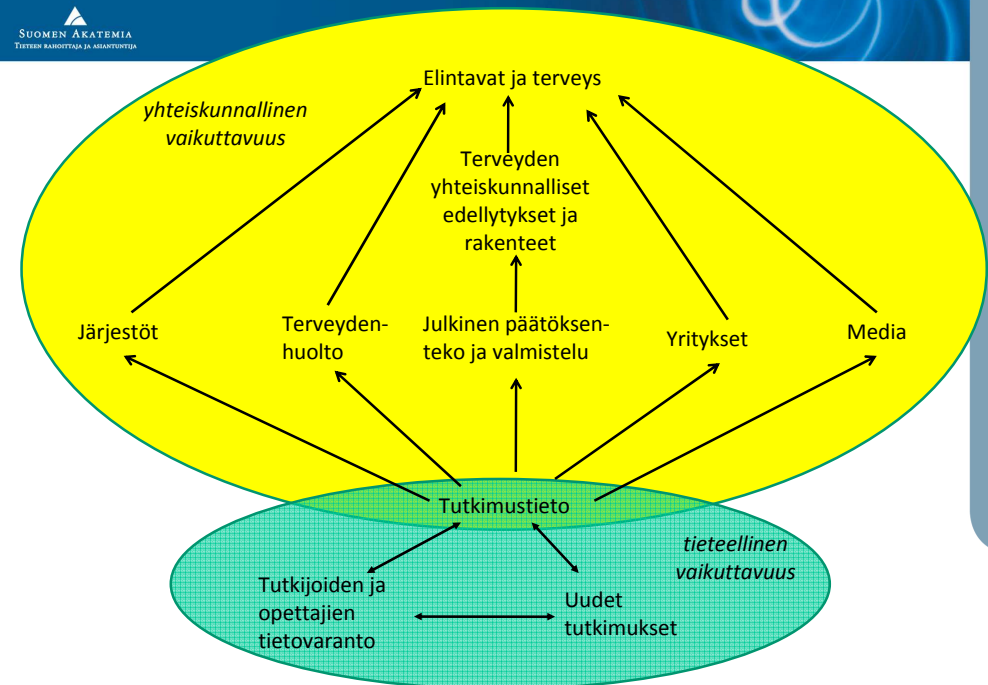 SUOMEN AKATEMIA
TIETEEN RAHOITTAJA JA ASIANTUNTIJA
Elintavat ja terveys
yhteiskunnallinen
vaikuttavuus
Terveyden
yhteiskunnalliset
edellytykset ja
rakenteet
Järjestöt
Terveyden-
huolto
Julkinen päätöksen-
teko ja valmistelu
Yritykset
Media
Tutkimustieto
tieteellinen
vaikuttavuus
Tutkijoiden ja
opettajien
tietovaranto
Uudet
tutkimukset